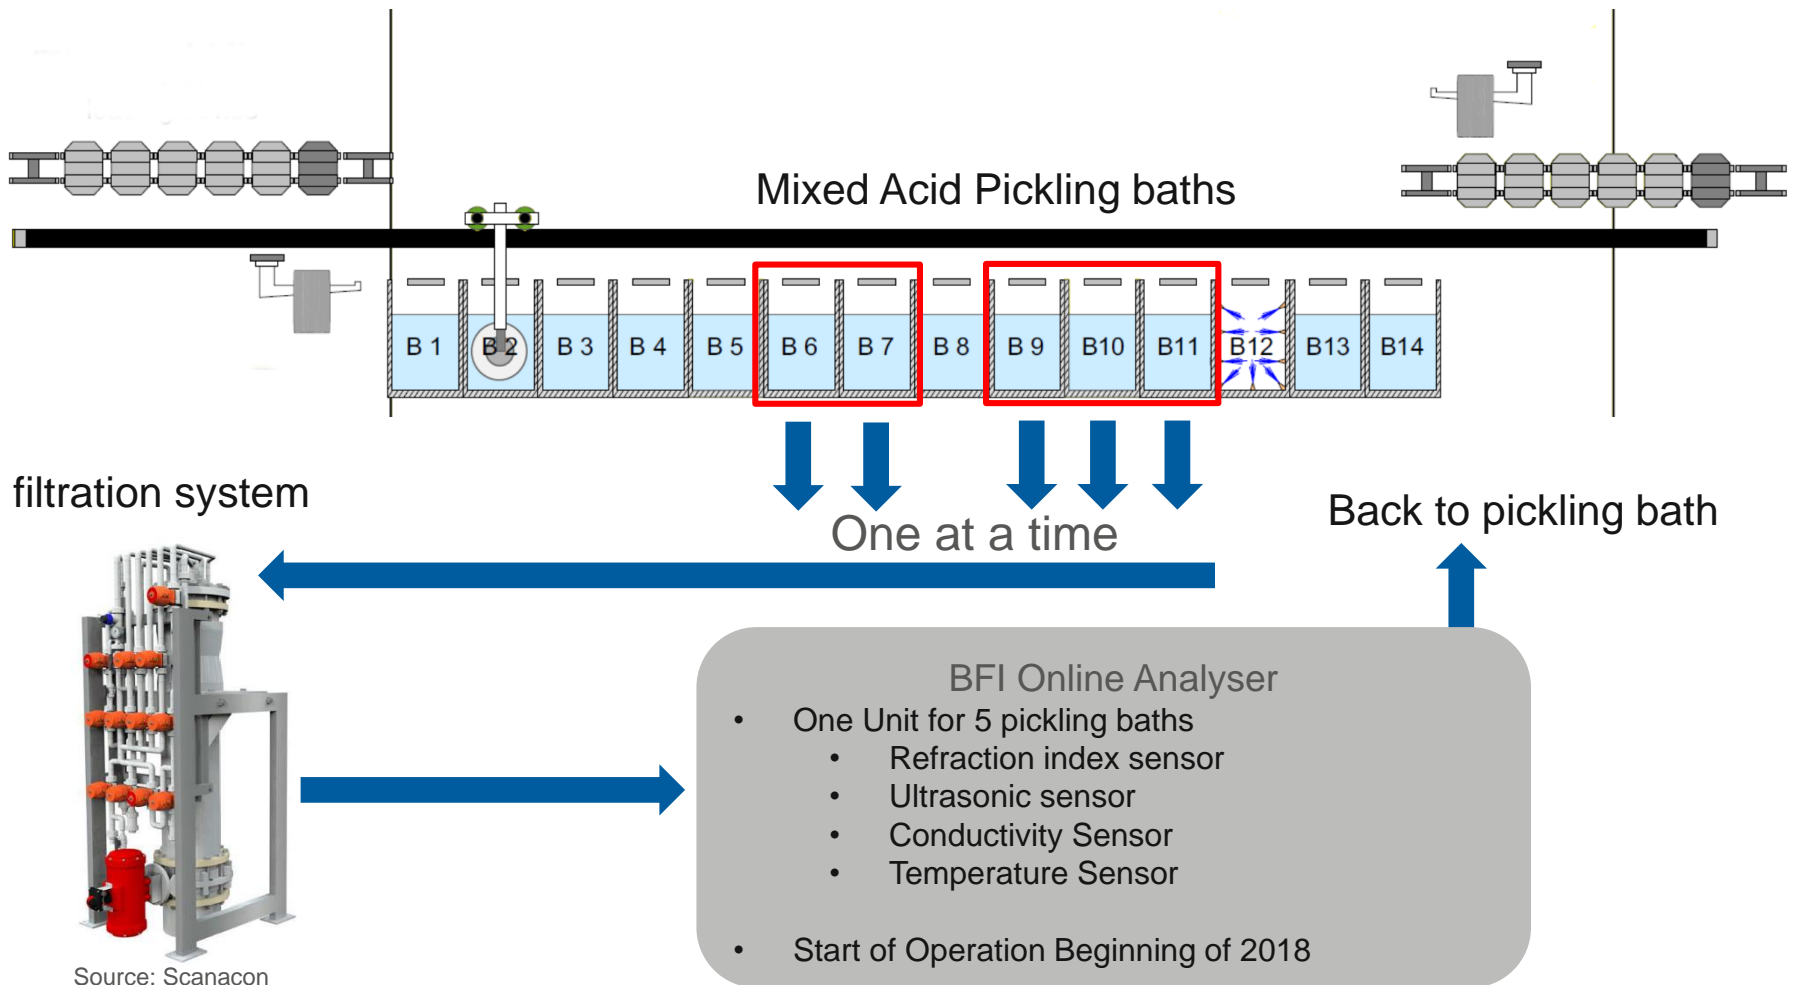 Mixed Acid Pickling baths
B 1 B 2 B 3 B 4 B 5 B 6 B 7 B 8 B 9 B10 B11 B12 B13 B14
filtration system
One at a time
Back to pickling bath
BFI Online Analyser
• One Unit for 5 pickling baths
• Refraction index sensor
• Ultrasonic sensor
• Conductivity Sensor
• Temperature Sensor
• Start of Operation Beginning of 2018
Source: Scanacon